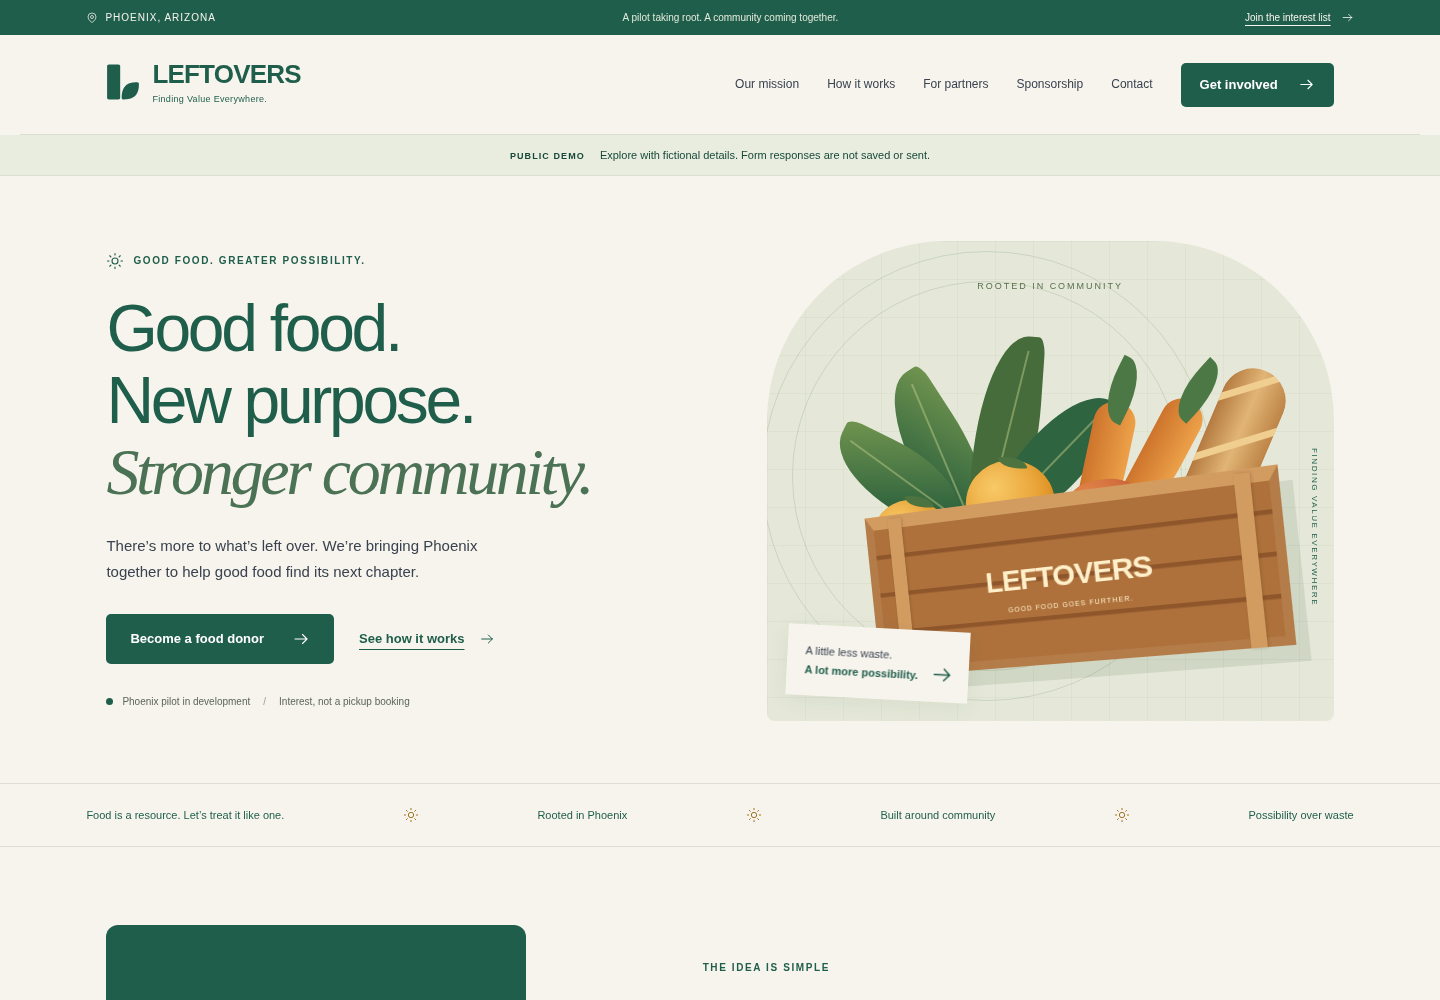 PHOENIX, ARIZONA
A pilot taking root. A community coming together.
Join the interest list
LEFTOVERS
Finding Value Everywhere.
Our mission
How it works
For partners
Sponsorship
Contact
Get involved
PUBLIC DEMO
Explore with fictional details. Form responses are not saved or sent.
GOOD FOOD. GREATER POSSIBILITY.
Good food.
New purpose.
Stronger community.
There’s more to what’s left over. We’re bringing Phoenix
together to help good food find its next chapter.
Become a food donor
See how it works
Phoenix pilot in development / Interest, not a pickup booking
ROOTED IN COMMUNITY
FINDING VALUE EVERYWHERE
LEFTOVERS
GOOD FOOD GOES FURTHER.
A little less waste.
A lot more possibility.
Food is a resource. Let’s treat it like one.
Rooted in Phoenix
Built around community
Possibility over waste
THE IDEA IS SIMPLE